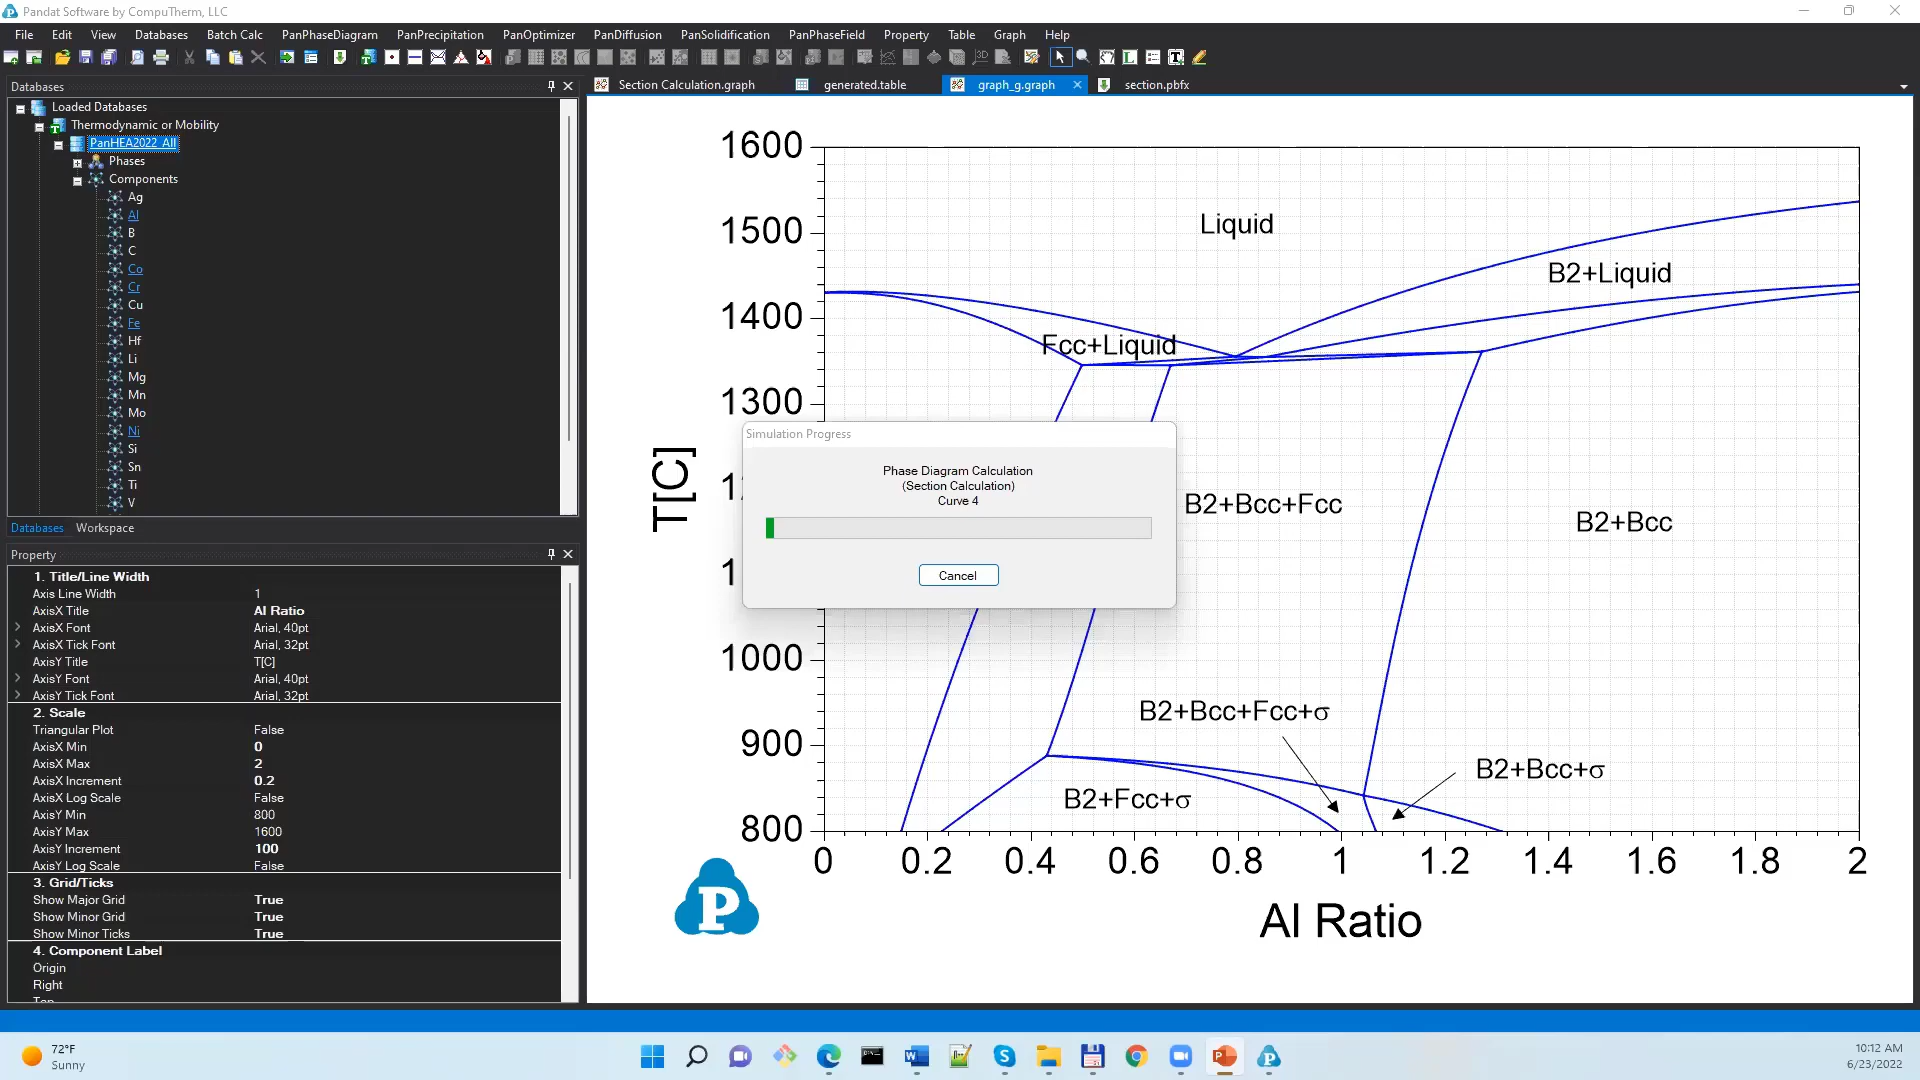 Pandat Software by CompuTherm, LLC
File Edit View Databases Batch Calc PanPhaseDiagram PanPrecipitation PanOptimizer PanDiffusion PanSolidification PanPhaseField Property Table Graph Help
Databases
Section Calculation.graph generated.table graph_g.graph section.pbfx
Loaded Databases
Thermodynamic or Mobility
PanHEA2022_All
Phases
Components
Ag
Al
B
C
Co
Cr
Cu
Fe
Hf
Li
Mg
Mn
Mo
Ni
Si
Sn
Ti
V
Databases Workspace
Property
1. Title/Line Width
Axis Line Width 1
AxisX Title Al Ratio
AxisX Font Arial, 40pt
AxisX Tick Font Arial, 32pt
AxisY Title T[C]
AxisY Font Arial, 40pt
AxisY Tick Font Arial, 32pt
2. Scale
Triangular Plot False
AxisX Min 0
AxisX Max 2
AxisX Increment 0.2
AxisX Log Scale False
AxisY Min 800
AxisY Max 1600
AxisY Increment 100
AxisY Log Scale False
3. Grid/Ticks
Show Major Grid True
Show Minor Grid True
Show Minor Ticks True
4. Component Label
Origin
Right
Top
1600
1500
1400
1300
1000
900
800
T[C]
Liquid
B2+Liquid
Fcc+Liquid
B2+Bcc+Fcc
B2+Bcc
B2+Bcc+Fcc+σ
B2+Bcc+σ
B2+Fcc+σ
0 0.2 0.4 0.6 0.8 1 1.2 1.4 1.6 1.8 2
Al Ratio
P
Simulation Progress
Phase Diagram Calculation
(Section Calculation)
Curve 4
Cancel
72°F
Sunny
10:12 AM
6/23/2022